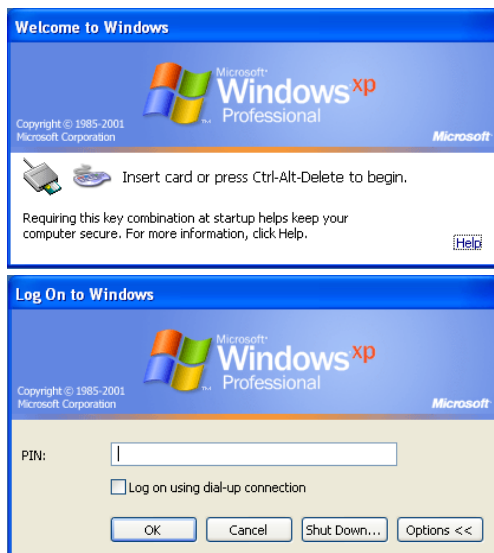 Welcome to Windows
Microsoft®
Windows xp
Professional
Copyright © 1985-2001
Microsoft Corporation
Microsoft
Insert card or press Ctrl-Alt-Delete to begin.
Requiring this key combination at startup helps keep your
computer secure. For more information, click Help.
Help
Log On to Windows
Microsoft®
Windows xp
Professional
Copyright © 1985-2001
Microsoft Corporation
Microsoft
PIN:
Log on using dial-up connection
OK Cancel Shut Down... Options <<